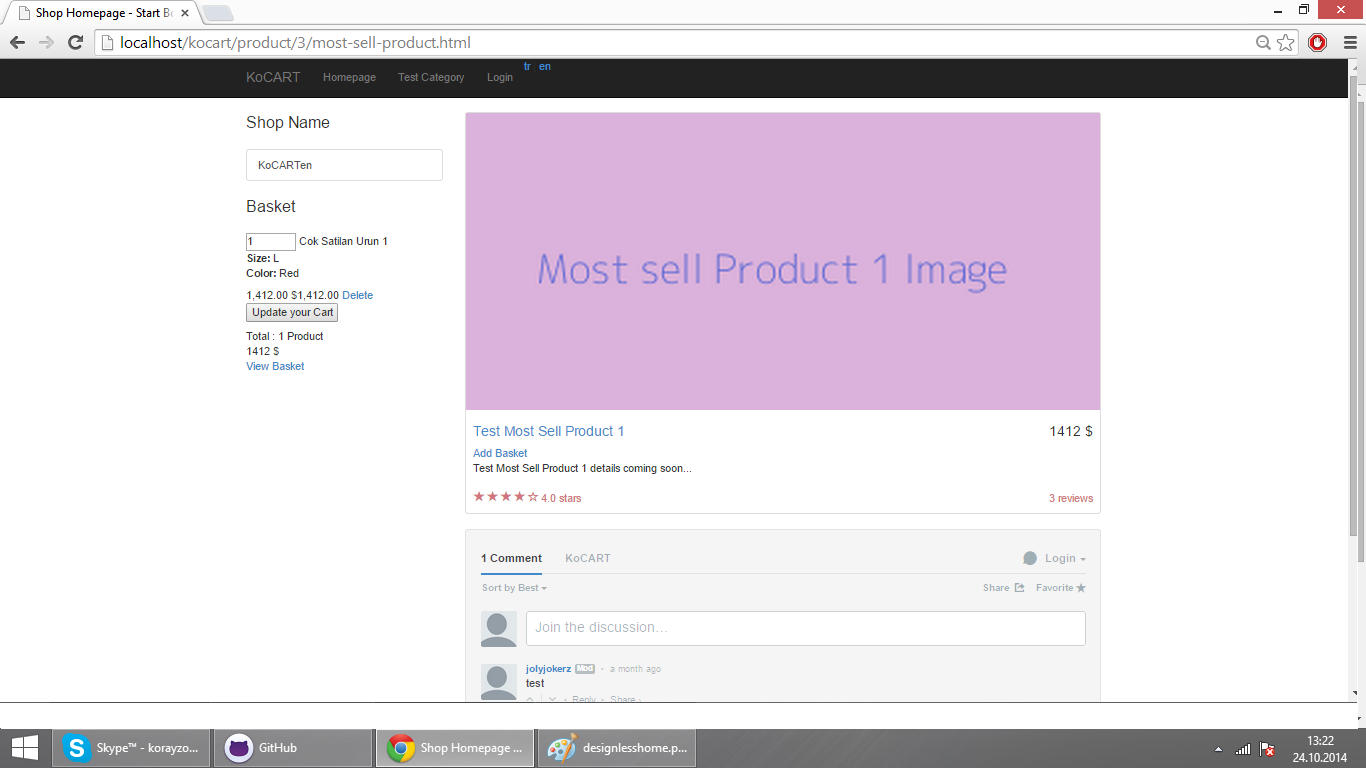 Shop Homepage - Start Bo
localhost/kocart/product/3/most-sell-product.html
KoCART Homepage Test Category Login tr en
Shop Name
KoCARTen
Basket
1 Cok Satilan Urun 1
Size: L
Color: Red
1,412.00 $1,412.00 Delete
Update your Cart
Total : 1 Product
1412 $
View Basket
Most sell Product 1 Image
Test Most Sell Product 1 1412 $
Add Basket
Test Most Sell Product 1 details coming soon...
★★★★☆ 4.0 stars 3 reviews
1 Comment KoCART Login
Sort by Best Share Favorite ★
Join the discussion...
jolyjokerz Mod • a month ago
test
• Reply • Share ›
Skype™ - korayzo... GitHub Shop Homepage ... designlesshome.p...
13:22
24.10.2014